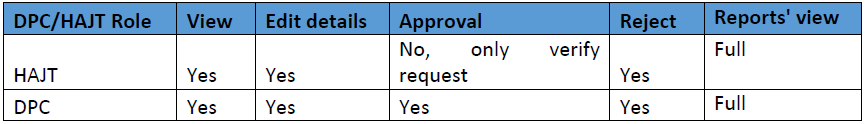 DPC/HAJT Role View Edit details Approval Reject Reports' view
HAJT Yes Yes No, only verify request Yes Full
DPC Yes Yes Yes Yes Full